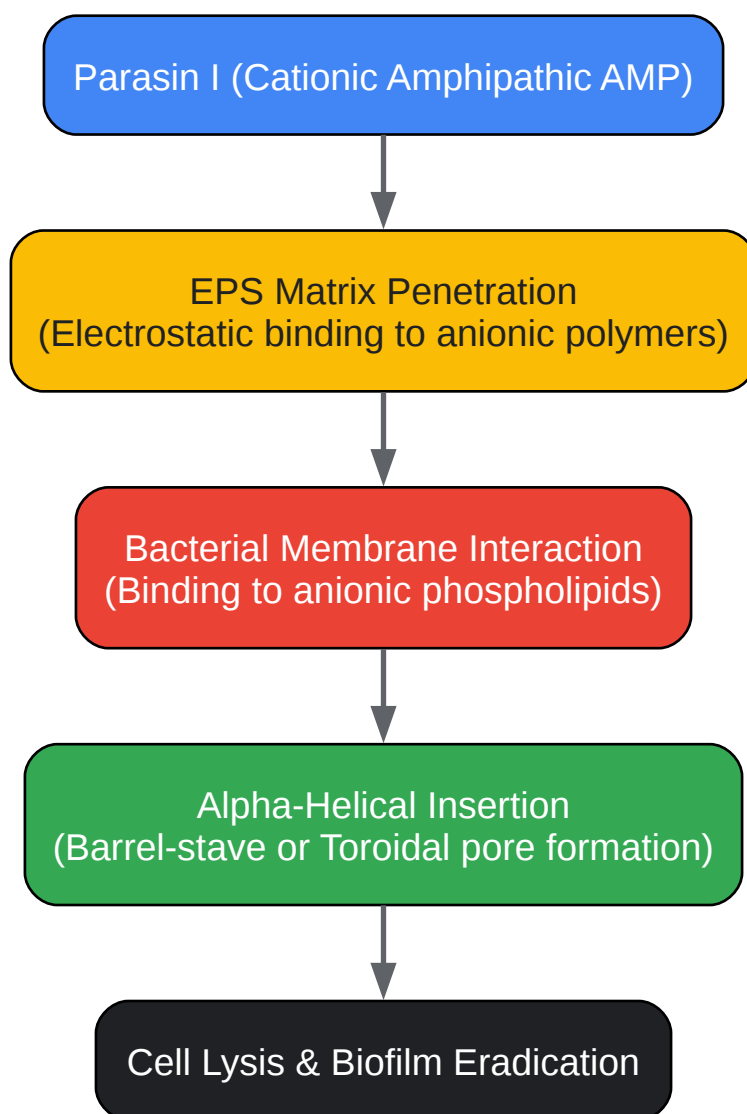 Parasin I (Cationic Amphipathic AMP)
EPS Matrix Penetration
(Electrostatic binding to anionic polymers)
Bacterial Membrane Interaction
(Binding to anionic phospholipids)
Alpha-Helical Insertion
(Barrel-stave or Toroidal pore formation)
Cell Lysis & Biofilm Eradication